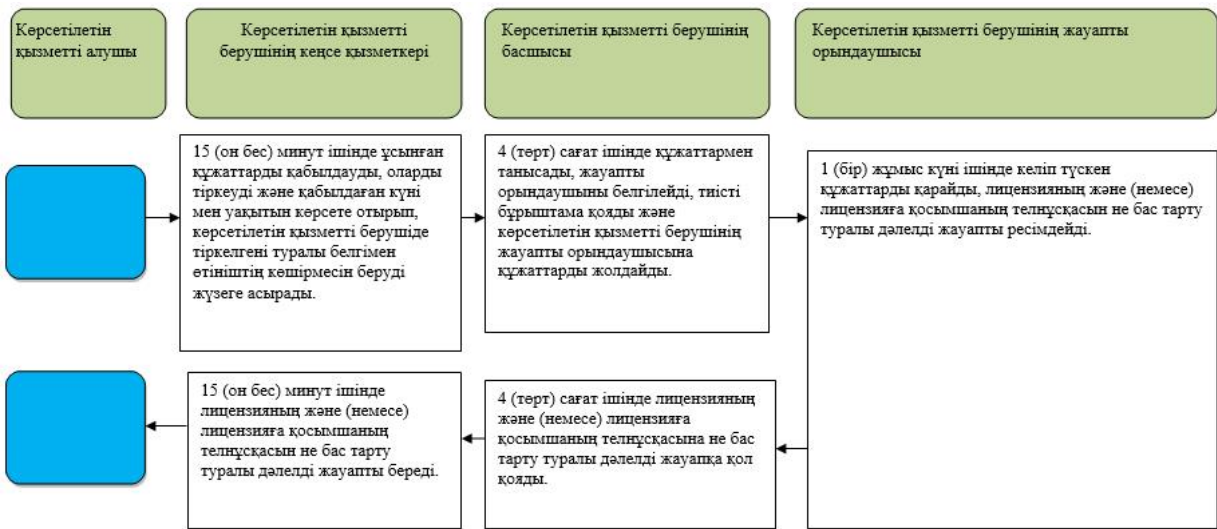 Көрсетілетін
қызметті алушы
Көрсетілетін қызметті
берушінің кеңсе қызметкері
Көрсетілетін қызметті берушінің
басшысы
Көрсетілетін қызметті берушінің жауапты
орындаушысы
15 (он бес) минут ішінде ұсынған
құжаттарды қабылдауды, оларды
тіркеуді және қабылдаған күні
мен уақытын көрсете отырып,
көрсетілетін қызметті берушіде
тіркелгені туралы белгімен
өтініштің көшірмесін беруді
жүзеге асырады.
4 (төрт) сағат ішінде құжаттармен
танысады, жауапты
орындаушыны белгілейді, тиісті
бұрыштама қояды және
көрсетілетін қызметті берушінің
жауапты орындаушысына
құжаттарды жолдайды.
1 (бір) жұмыс күні ішінде келіп түскен
құжаттарды қарайды, лицензияның және (немесе)
лицензияға қосымшаның телнұсқасын не бас тарту
туралы дәлелді жауапты ресімдейді.
15 (он бес) минут ішінде
лицензияның және (немесе)
лицензияға қосымшаның
телнұсқасын не бас тарту
туралы дәлелді жауапты береді.
4 (төрт) сағат ішінде лицензияның
және (немесе) лицензияға
қосымшаның телнұсқасына не бас
тарту туралы дәлелді жауапқа қол
қояды.